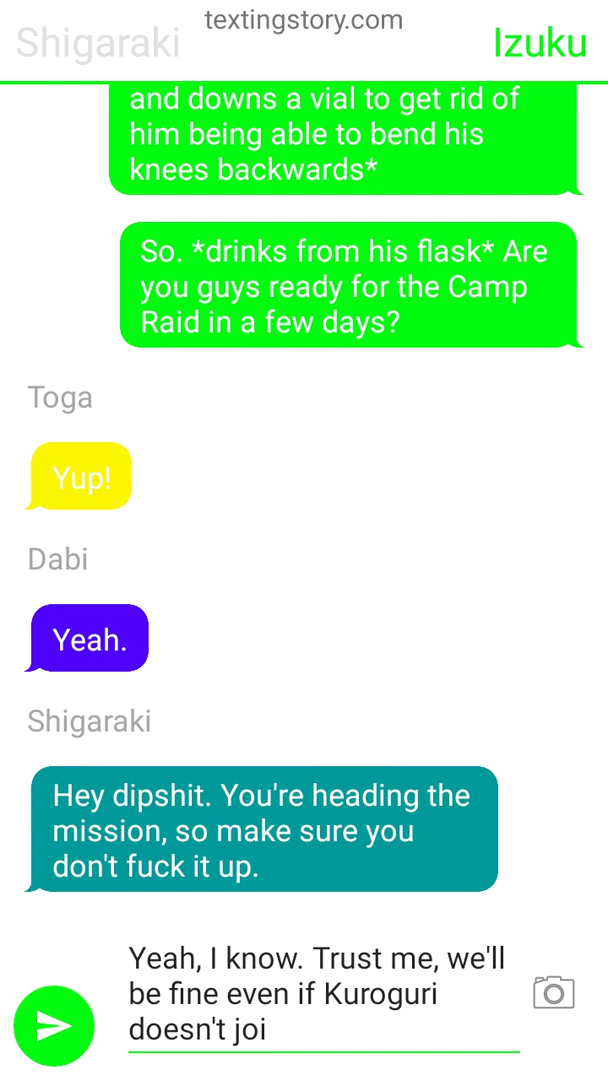 textingstory.com
Shigaraki
Izuku
and downs a vial to get rid of
him being able to bend his
knees backwards*
So. *drinks from his flask* Are
you guys ready for the Camp
Raid in a few days?
Toga
Yup!
Dabi
Yeah.
Shigaraki
Hey dipshit. You're heading the
mission, so make sure you
don't fuck it up.
Yeah, I know. Trust me, we'll
be fine even if Kuroguri
doesn't joi